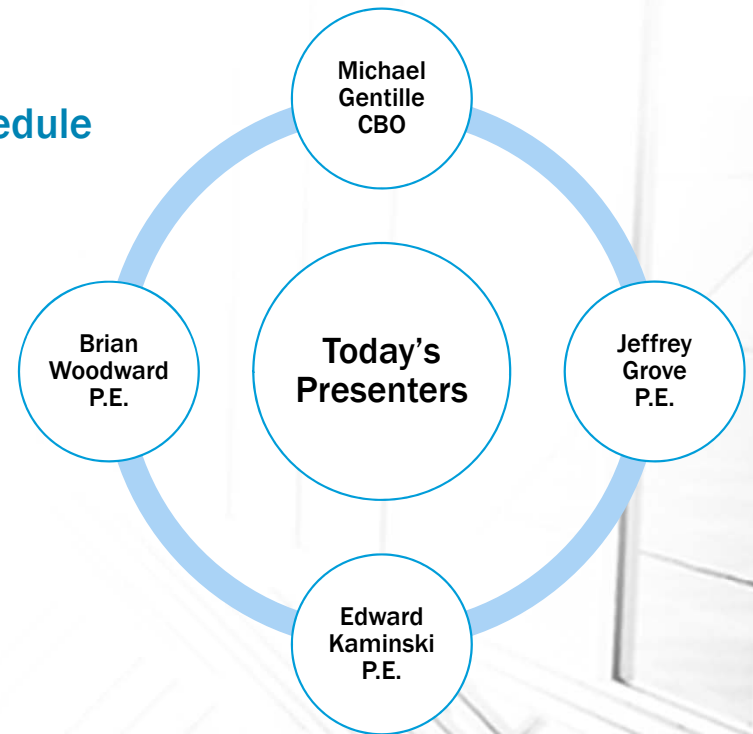 edule
Michael
Gentille
CBO
Brian
Woodward
P.E.
Today's
Presenters
Jeffrey
Grove
P.E.
Edward
Kaminski
P.E.